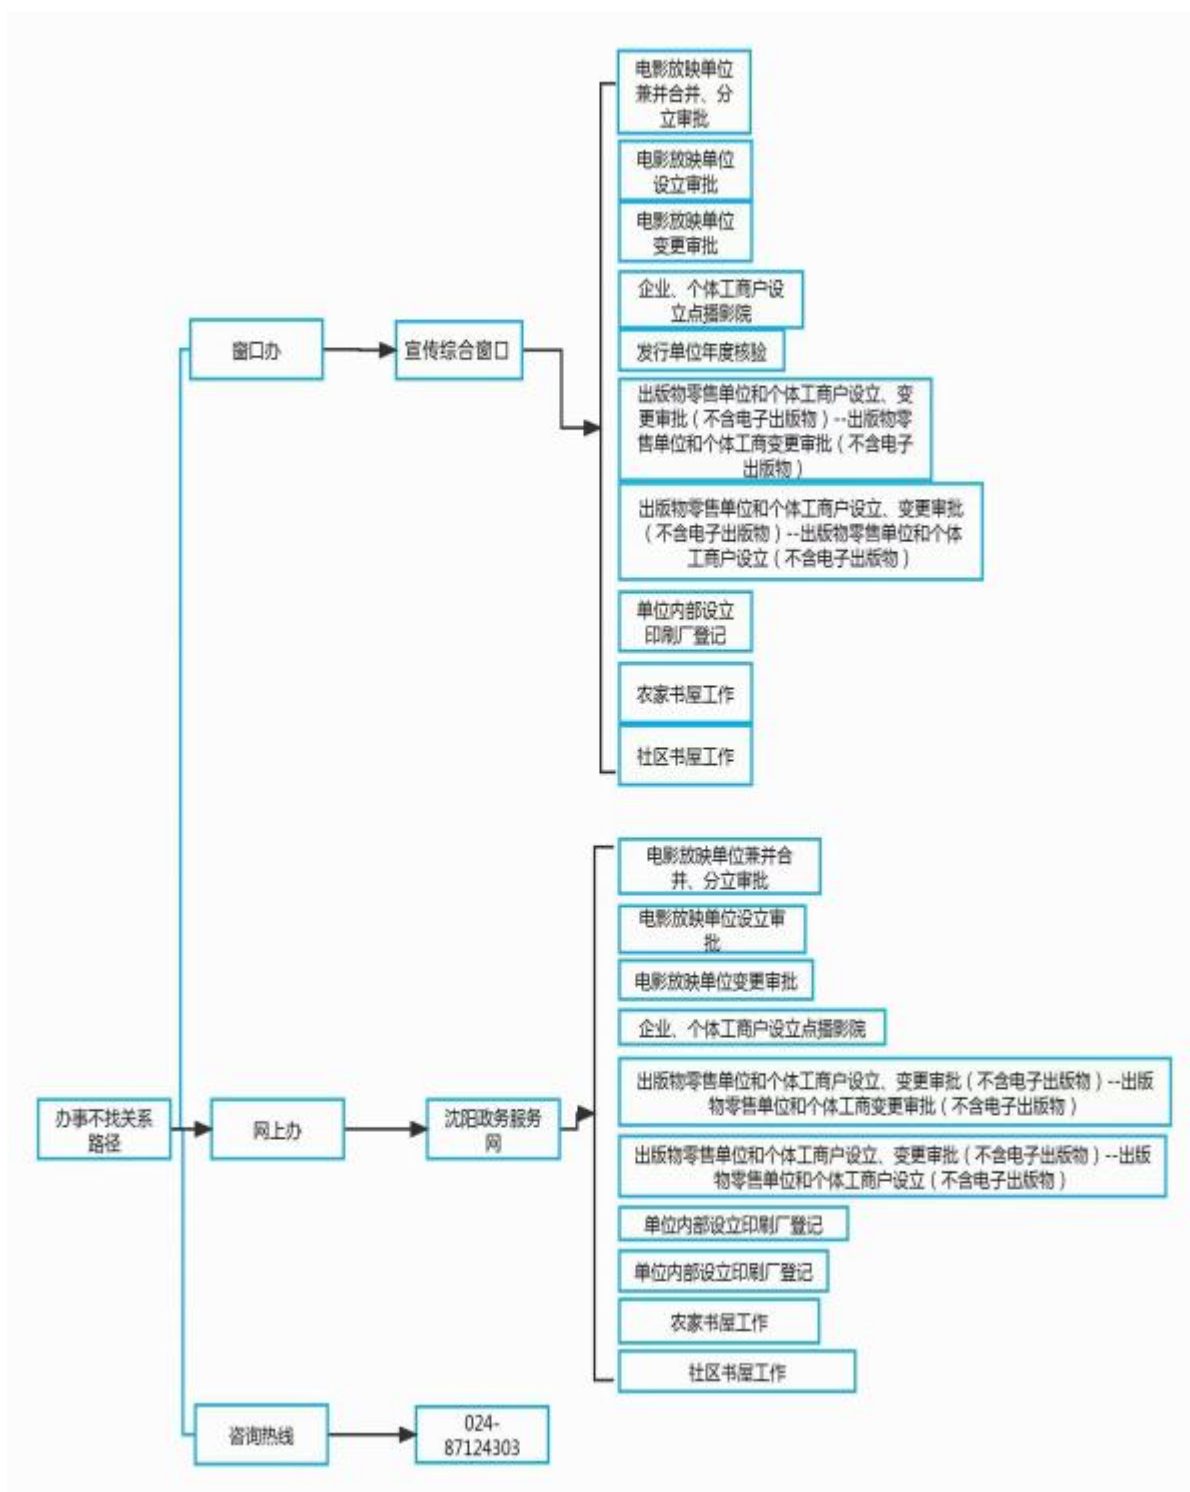 电影放映单位
兼并合并、分
立审批
电影放映单位
设立审批
电影放映单位
变更审批
企业、个体工商户设
立点播影院
发行单位年度核验
出版物零售单位和个体工商户设立、变
更审批（不含电子出版物）--出版物零
售单位和个体工商变更审批（不含电子
出版物）
出版物零售单位和个体工商户设立、变更审批
（不含电子出版物）--出版物零售单位和个体
工商户设立（不含电子出版物）
单位内部设立
印刷厂登记
农家书屋工作
社区书屋工作
窗口办
宣传综合窗口
电影放映单位兼并合
并、分立审批
电影放映单位设立审
批
电影放映单位变更审批
企业、个体工商户设立点播影院
出版物零售单位和个体工商户设立、变更审批（不含电子出版物）--出版
物零售单位和个体工商变更审批（不含电子出版物）
出版物零售单位和个体工商户设立、变更审批（不含电子出版物）--出版
物零售单位和个体工商户设立（不含电子出版物）
单位内部设立印刷厂登记
单位内部设立印刷厂登记
农家书屋工作
社区书屋工作
办事不找关系
路径
网上办
沈阳政务服务
网
咨询热线
024-
87124303